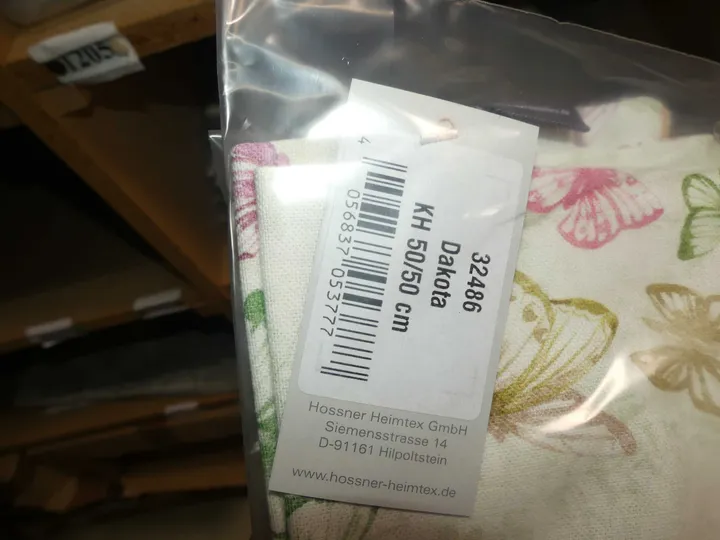 01205
32486
Dakota
KH 50/50 cm
4 056837 053777
Hossner Heimtex GmbH
Siemensstrasse 14
D-91161 Hilpoltstein
www.hossner-heimtex.de